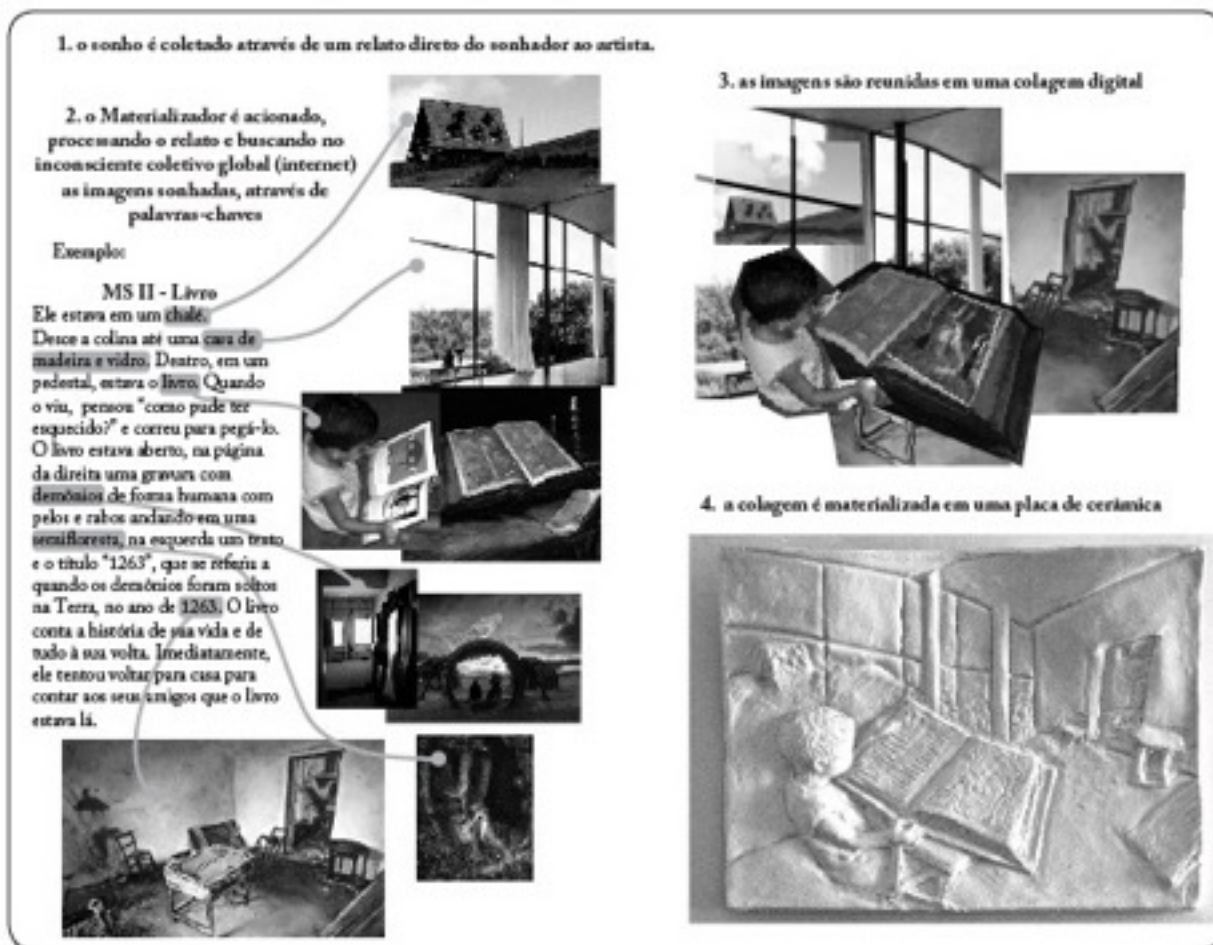 1. o sonho é coletado através de um relato direto do sonhador ao artista.
2. o Materializador é acionado,
processando o relato e buscando no
inconsciente coletivo global (internet)
as imagens sonhadas, através de
palavras-chaves
Exemplo:
MS II - Livro
Ele estava em um chalé.
Desce a colina até uma casa de
madeira e vidro. Dentro, em um
pedestal, estava o livro. Quando
o viu, pensou "como pude ter
esquecido?" e correu para pegá-lo.
O livro estava aberto, na página
da direita uma gravura com
demônios de forma humana com
pelos e rabos andando em uma
semifloresta, na esquerda um texto
e o título "1263", que se referia a
quando os demônios foram soltos
na Terra, no ano de 1263. O livro
conta a história de sua vida e de
tudo à sua volta. Imediatamente,
ele tentou voltar para casa para
contar aos seus amigos que o livro
estava lá.
3. as imagens são reunidas em uma colagem digital
4. a colagem é materializada em uma placa de cerâmica